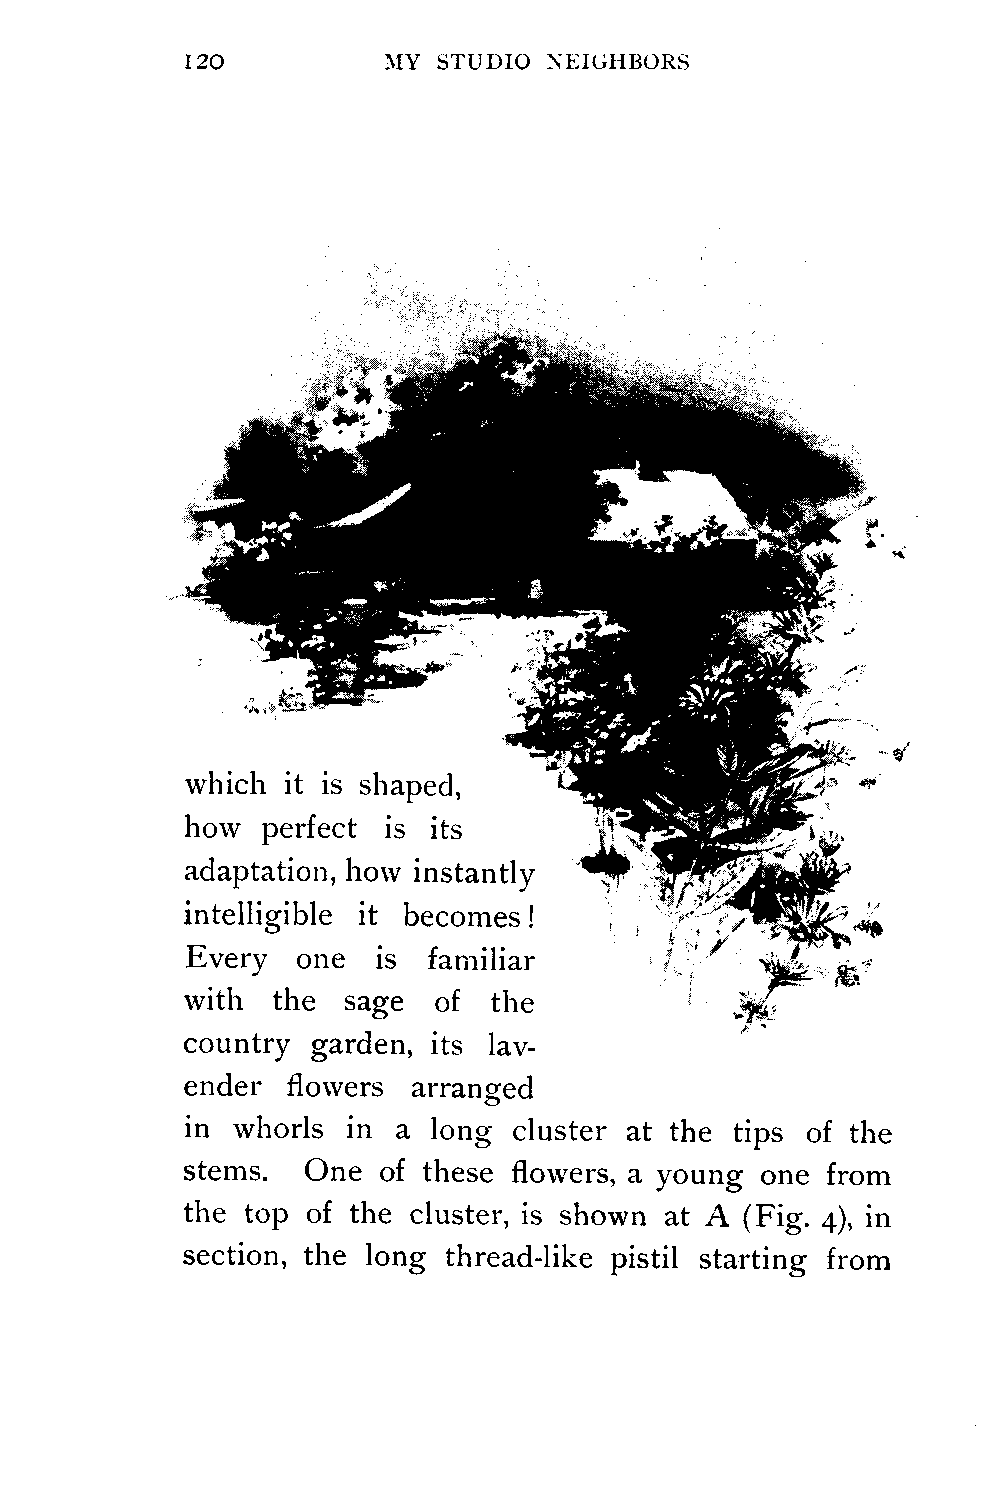 120 MY STUDIO NEIGHBORS
which it is shaped,
how perfect is its
adaptation, how instantly
intelligible it becomes!
Every one is familiar
with the sage of the
country garden, its lav-
ender flowers arranged
in whorls in a long cluster at the tips of the
stems. One of these flowers, a young one from
the top of the cluster, is shown at A (Fig. 4), in
section, the long thread-like pistil starting from